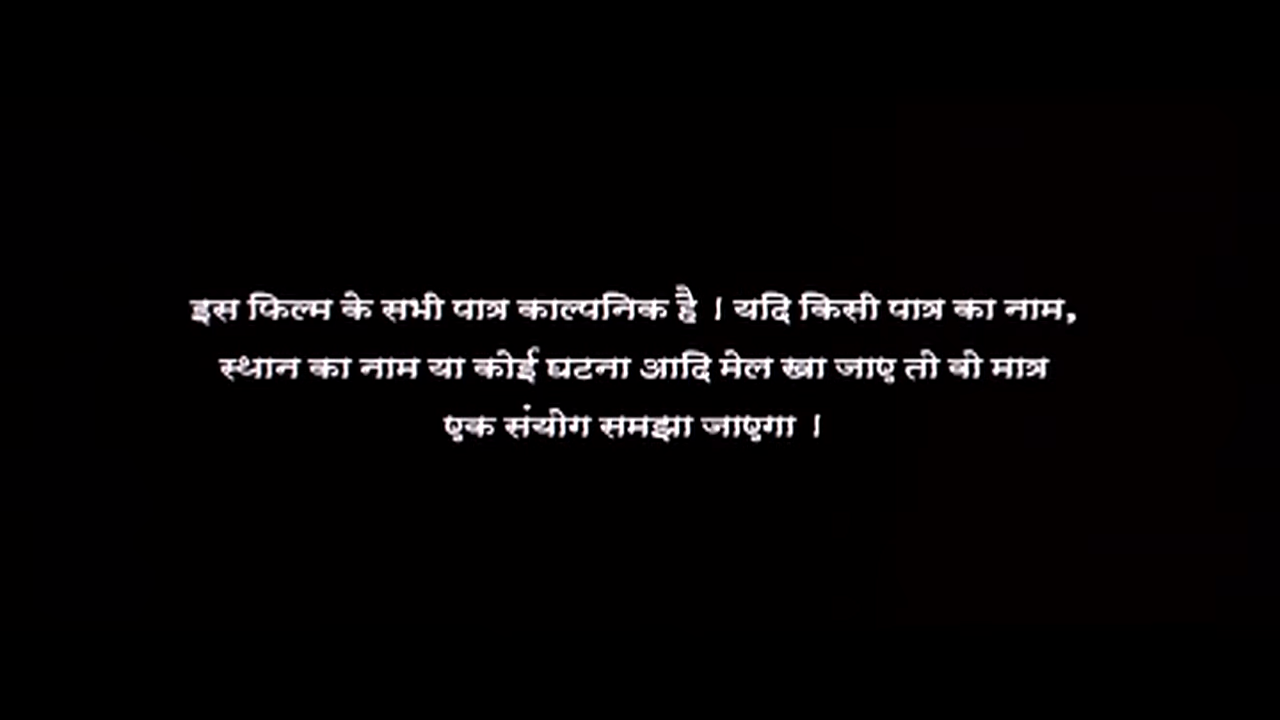 इस फिल्म के सभी पात्र काल्पनिक है । यदि किसी पात्र का नाम,
स्थान का नाम या कोई घटना आदि मेल खा जाए तो वो मात्र
एक संयोग समझा जाएगा ।